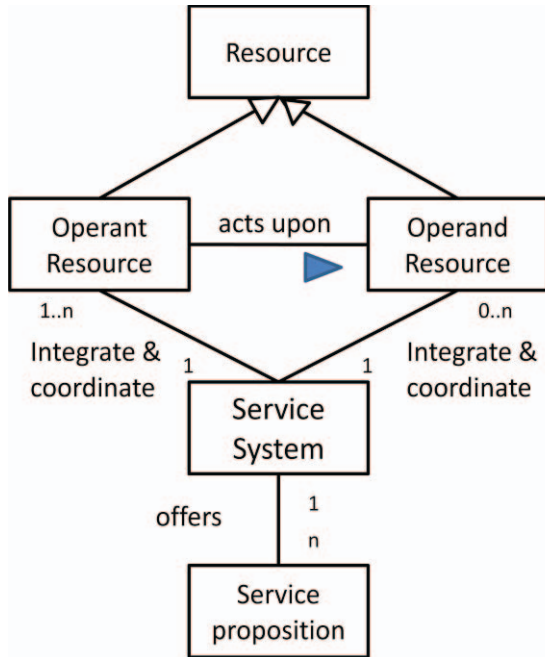 Resource
Operant
Resource
acts upon
Operand
Resource
1..n
0..n
Integrate &
coordinate
1
1
Integrate &
coordinate
Service
System
offers
1
n
Service
proposition